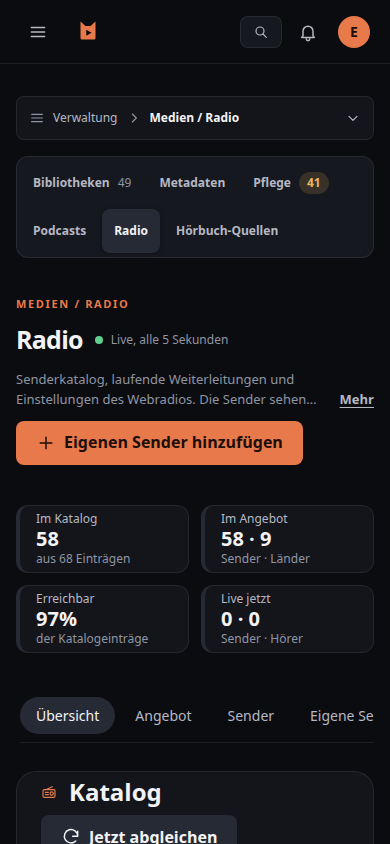 E
Verwaltung > Medien / Radio
Bibliotheken 49 Metadaten Pflege 41
Podcasts Radio Hörbuch-Quellen
MEDIEN / RADIO
Radio Live, alle 5 Sekunden
Senderkatalog, laufende Weiterleitungen und
Einstellungen des Webradios. Die Sender sehen... Mehr
+ Eigenen Sender hinzufügen
Im Katalog
58
aus 68 Einträgen
Im Angebot
58 · 9
Sender · Länder
Erreichbar
97%
der Katalogeinträge
Live jetzt
0 · 0
Sender · Hörer
Übersicht Angebot Sender Eigene Se
Katalog
Jetzt abgleichen